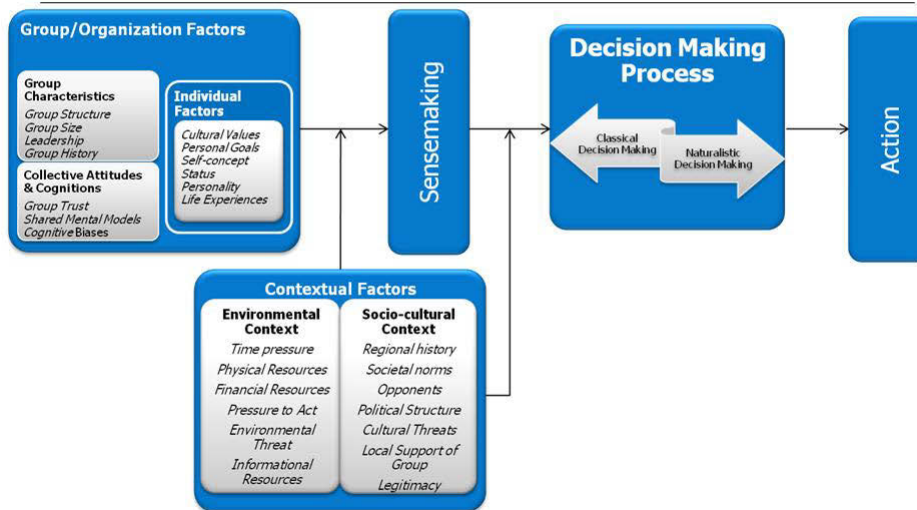 Group/Organization Factors
Group
Characteristics
Group Structure
Group Size
Leadership
Group History
Collective Attitudes
& Cognitions
Group Trust
Shared Mental Models
Cognitive Biases
Individual
Factors
Cultural Values
Personal Goals
Self-concept
Status
Personality
Life Experiences
Sensemaking
Decision Making
Process
Classical
Decision Making
Naturalistic
Decision Making
Action
Contextual Factors
Environmental
Context
Time pressure
Physical Resources
Financial Resources
Pressure to Act
Environmental
Threat
Informational
Resources
Socio-cultural
Context
Regional history
Societal norms
Opponents
Political Structure
Cultural Threats
Local Support of
Group
Legitimacy